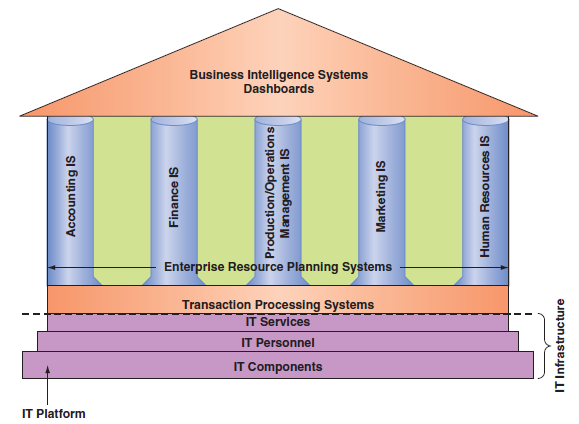 Business Intelligence Systems
Dashboards
Accounting IS
Finance IS
Production/Operations
Management IS
Marketing IS
Human Resources IS
Enterprise Resource Planning Systems
Transaction Processing Systems
IT Services
IT Personnel
IT Components
IT Infrastructure
IT Platform